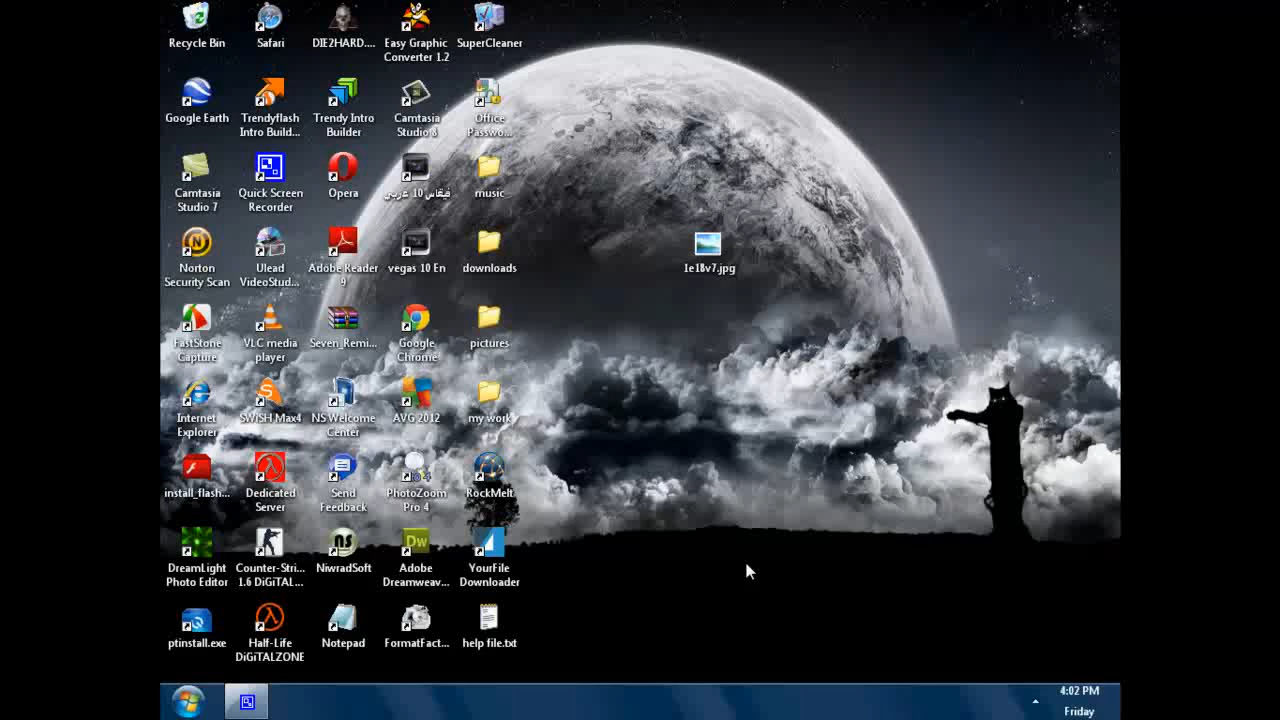 Recycle Bin
Safari
DIE2HARD....
Easy Graphic
Converter 1.2
SuperCleaner
Google Earth
Trendyflash
Intro Build...
Trendy Intro
Builder
Camtasia
Studio 8
Office
Passwo...
Camtasia
Studio 7
Quick Screen
Recorder
Opera
فيغاس 10 عربي
music
Norton
Security Scan
Ulead
VideoStud...
Adobe Reader
9
vegas 10 En
downloads
1e18v7.jpg
FastStone
Capture
VLC media
player
Seven_Remi...
Google
Chrome
pictures
Internet
Explorer
SWiSH Max4
NS Welcome
Center
AVG 2012
my work
install_flash...
Dedicated
Server
Send
Feedback
PhotoZoom
Pro 4
RockMelt
DreamLight
Photo Editor
Counter-Stri...
1.6 DiGiTAL...
NiwradSoft
Dw
Adobe
Dreamweav...
YourFile
Downloader
ptinstall.exe
Half-Life
DiGiTALZONE
Notepad
FormatFact...
help file.txt
4:02 PM
Friday